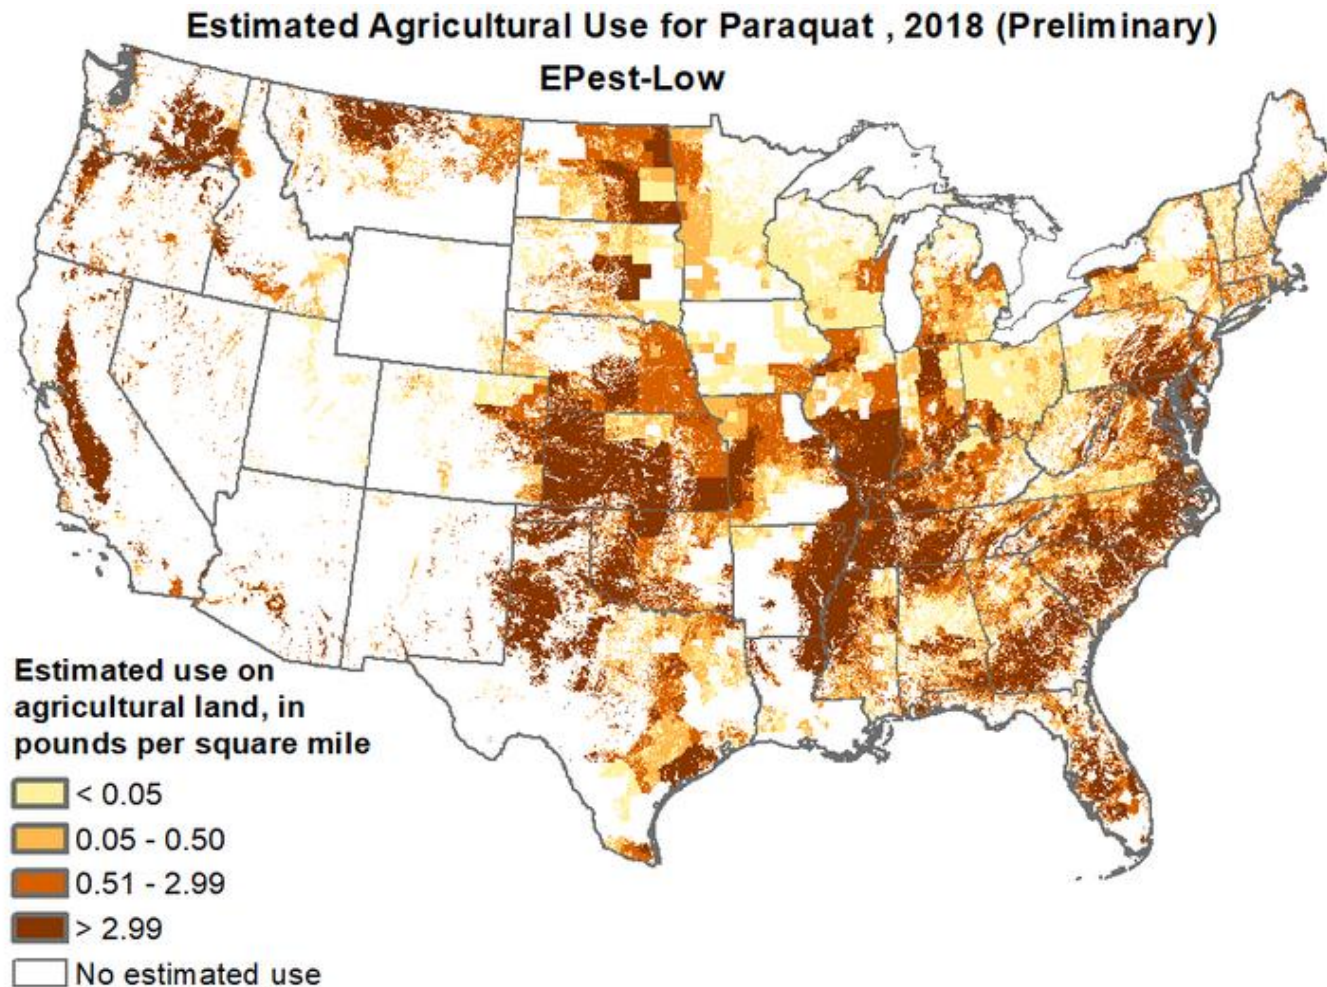 Estimated Agricultural Use for Paraquat , 2018 (Preliminary)
EPest-Low
Estimated use on
agricultural land, in
pounds per square mile
< 0.05
0.05 - 0.50
0.51 - 2.99
> 2.99
No estimated use